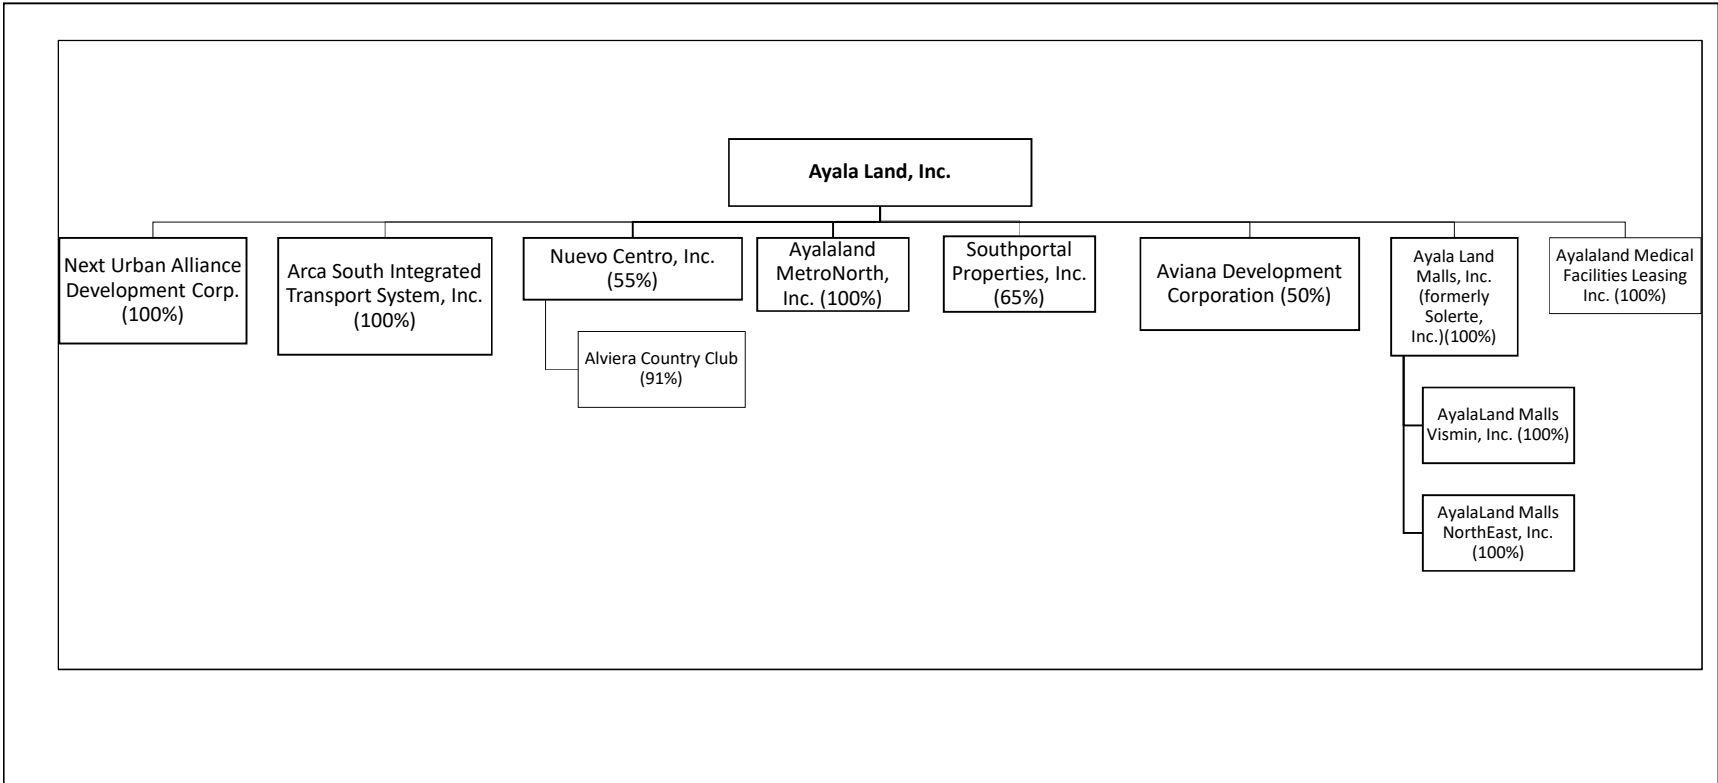 Ayala Land, Inc.
Next Urban Alliance
Development Corp.
(100%)
Arca South Integrated
Transport System, Inc.
(100%)
Nuevo Centro, Inc.
(55%)
Alviera Country Club
(91%)
Ayalaland
MetroNorth,
Inc. (100%)
Southportal
Properties, Inc.
(65%)
Aviana Development
Corporation (50%)
Ayala Land
Malls, Inc.
(formerly
Solerte,
Inc.)(100%)
AyalaLand Malls
Vismin, Inc. (100%)
AyalaLand Malls
NorthEast, Inc.
(100%)
Ayalaland Medical
Facilities Leasing
Inc. (100%)